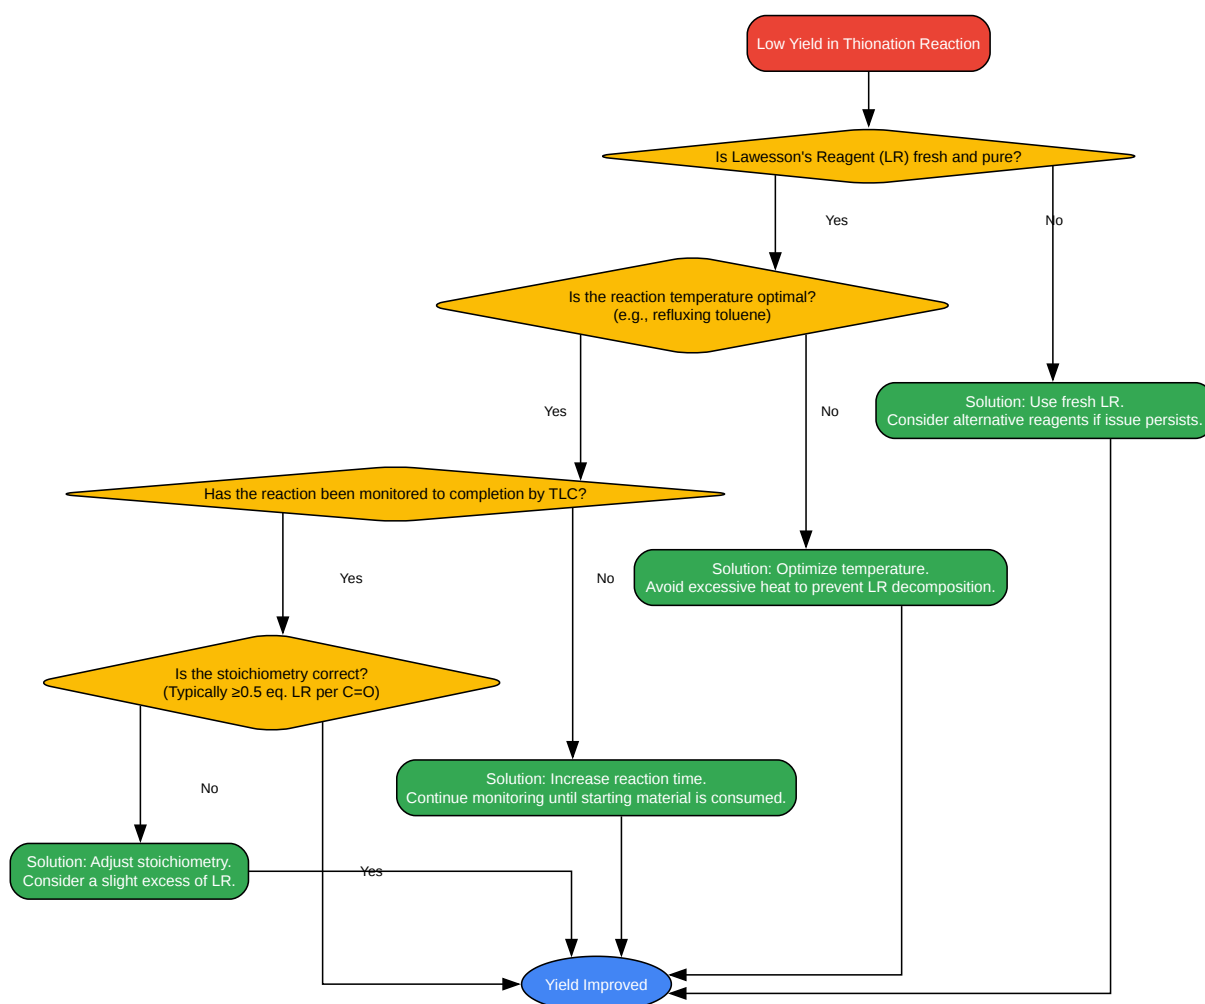 Low Yield in Thionation Reaction
Is Lawesson's Reagent (LR) fresh and pure?
Yes
No
Is the reaction temperature optimal?
(e.g., refluxing toluene)
Yes
No
Solution: Use fresh LR.
Consider alternative reagents if issue persists.
Has the reaction been monitored to completion by TLC?
Yes
No
Solution: Optimize temperature.
Avoid excessive heat to prevent LR decomposition.
Is the stoichiometry correct?
(Typically ≥0.5 eq. LR per C=O)
No
Solution: Increase reaction time.
Continue monitoring until starting material is consumed.
Solution: Adjust stoichiometry.
Consider a slight excess of LR.
Yes
Yield Improved